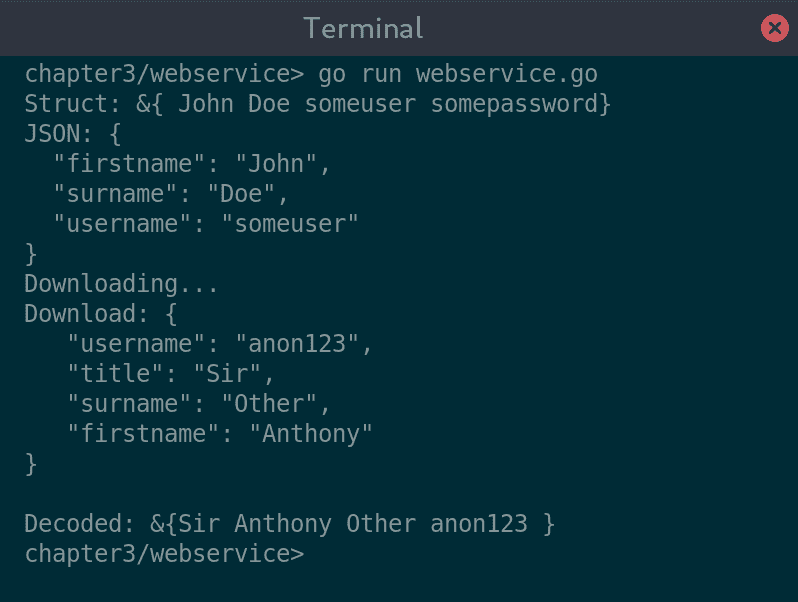 Terminal
chapter3/webservice> go run webservice.go
Struct: &{ John Doe someuser somepassword}
JSON: {
  "firstname": "John",
  "surname": "Doe",
  "username": "someuser"
}
Downloading...
Download: {
   "username": "anon123",
   "title": "Sir",
   "surname": "Other",
   "firstname": "Anthony"
}

Decoded: &{Sir Anthony Other anon123 }
chapter3/webservice>